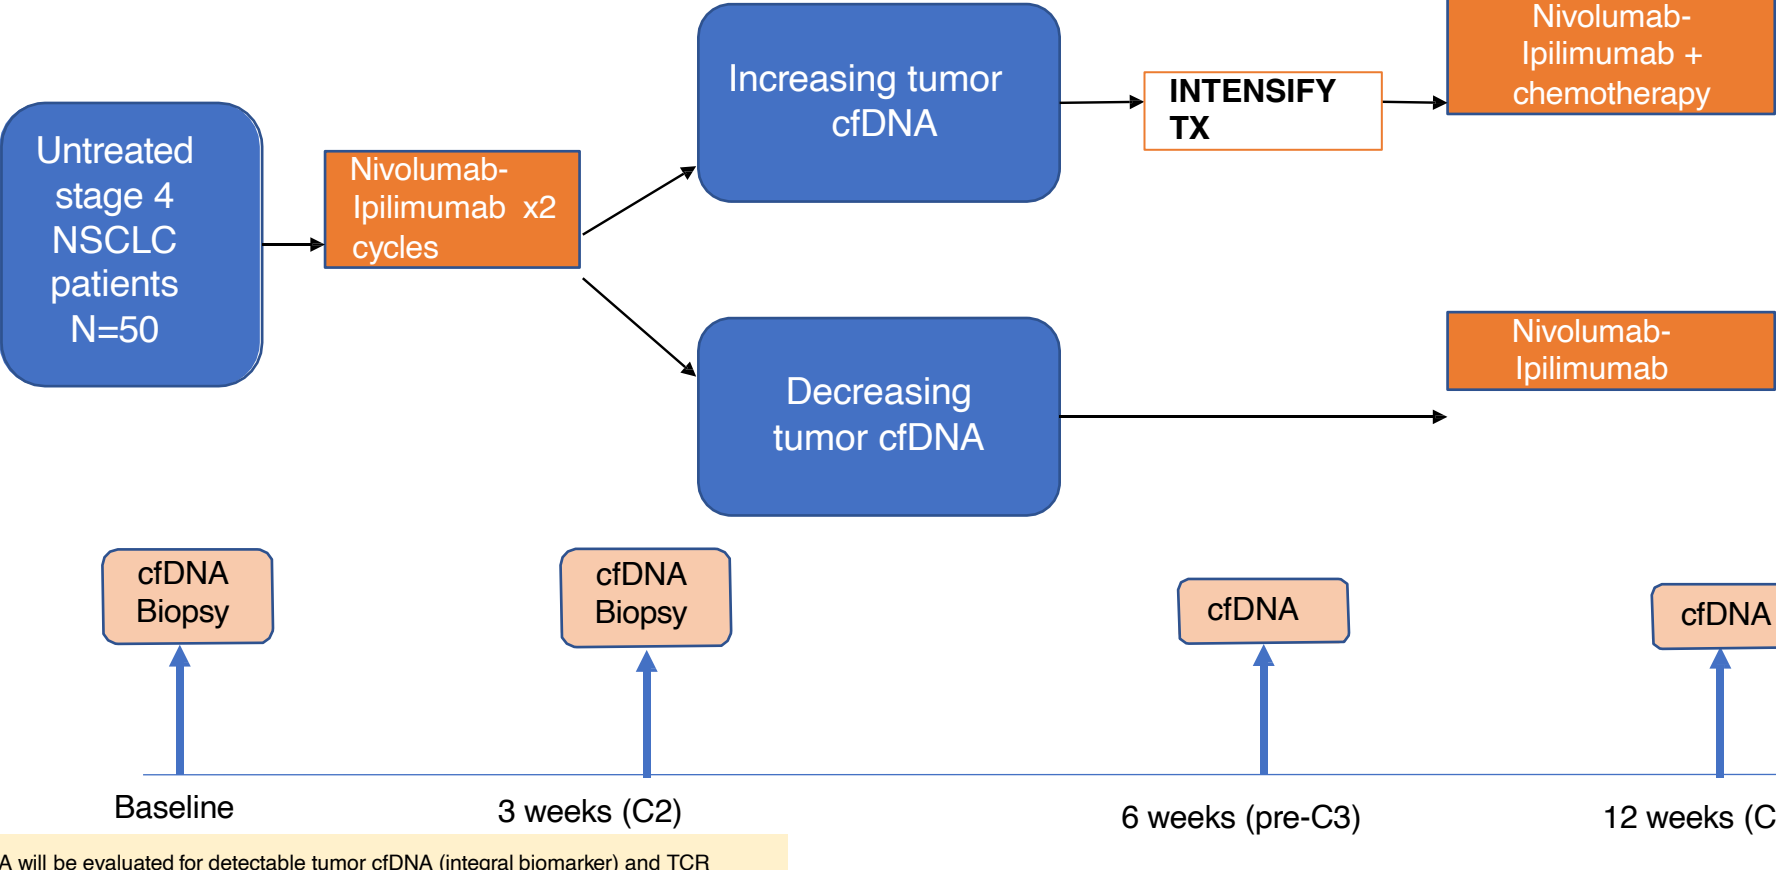 Untreated
stage 4
NSCLC
patients
N=50
Nivolumab-
Ipilimumab x2
cycles
Increasing tumor
cfDNA
INTENSIFY
TX
Nivolumab-
Ipilimumab +
chemotherapy
Decreasing
tumor cfDNA
Nivolumab-
Ipilimumab
cfDNA
Biopsy
cfDNA
Biopsy
cfDNA
cfDNA
Baseline
3 weeks (C2)
6 weeks (pre-C3)
12 weeks (C
A will be evaluated for detectable tumor cfDNA (integral biomarker) and TCR